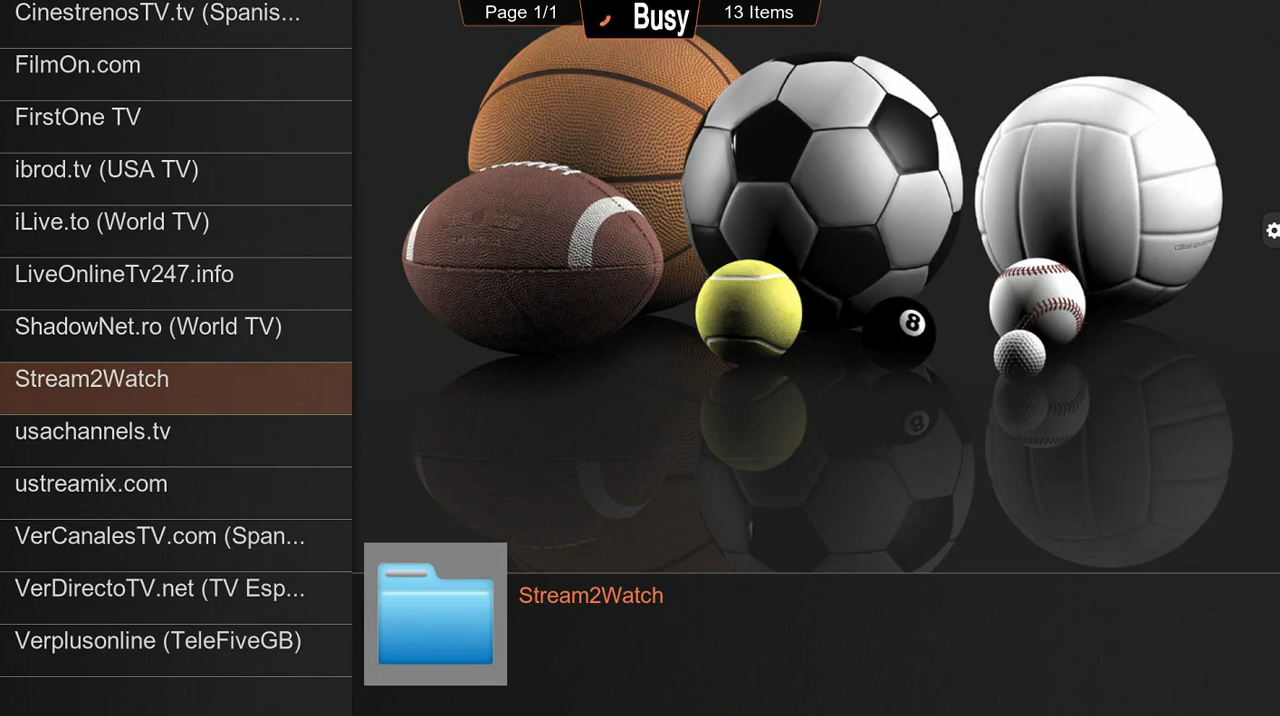 Page 1/1
Busy
13 Items
CinestrenosTV.tv (Spanis...
FilmOn.com
FirstOne TV
ibrod.tv (USA TV)
iLive.to (World TV)
LiveOnlineTv247.info
ShadowNet.ro (World TV)
Stream2Watch
usachannels.tv
ustreamix.com
VerCanalesTV.com (Span...
VerDirectoTV.net (TV Esp...
Verplusonline (TeleFiveGB)
8
Stream2Watch